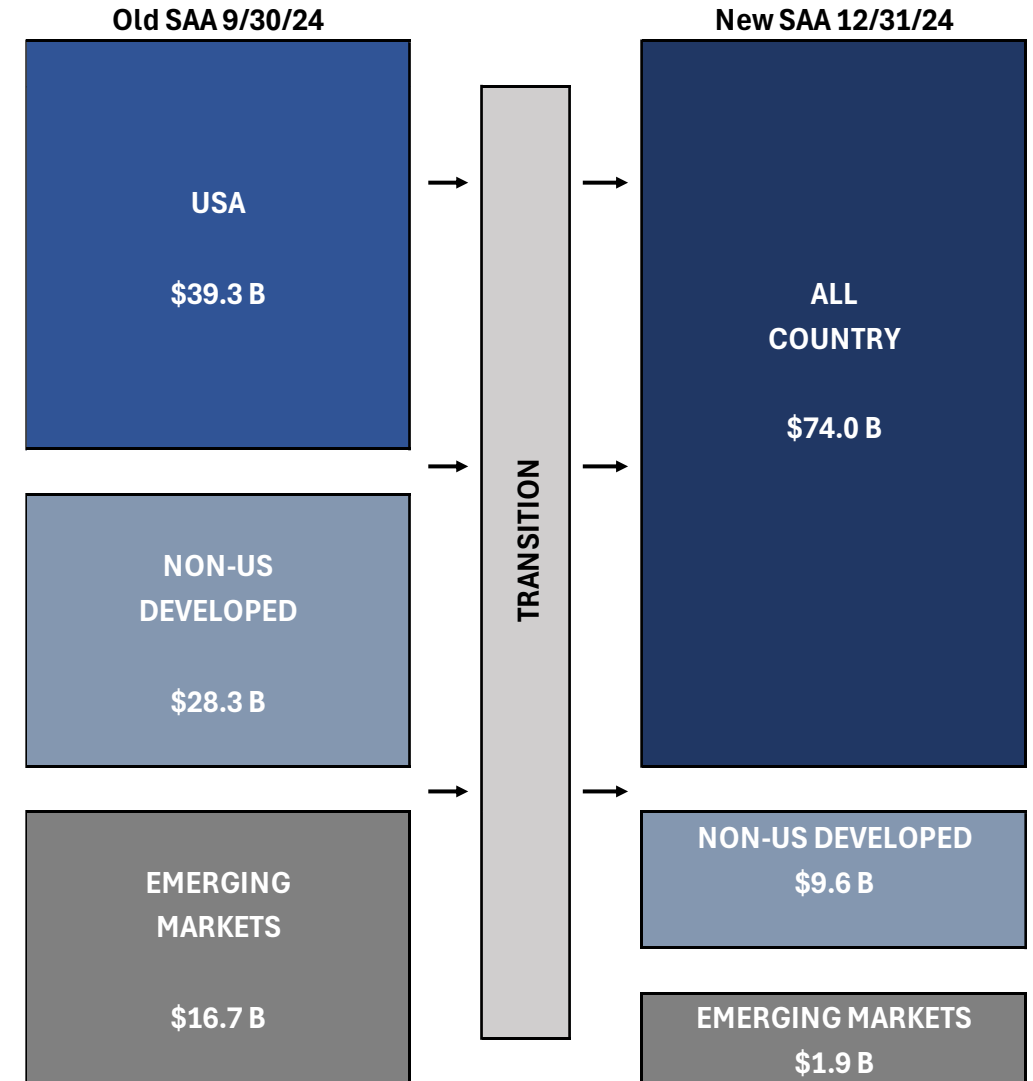 Old SAA 9/30/24
USA
$39.3 B
NON-US
DEVELOPED
$28.3 B
EMERGING
MARKETS
$16.7 B
TRANSITION
New SAA 12/31/24
ALL
COUNTRY
$74.0 B
NON-US DEVELOPED
$9.6 B
EMERGING MARKETS
$1.9 B